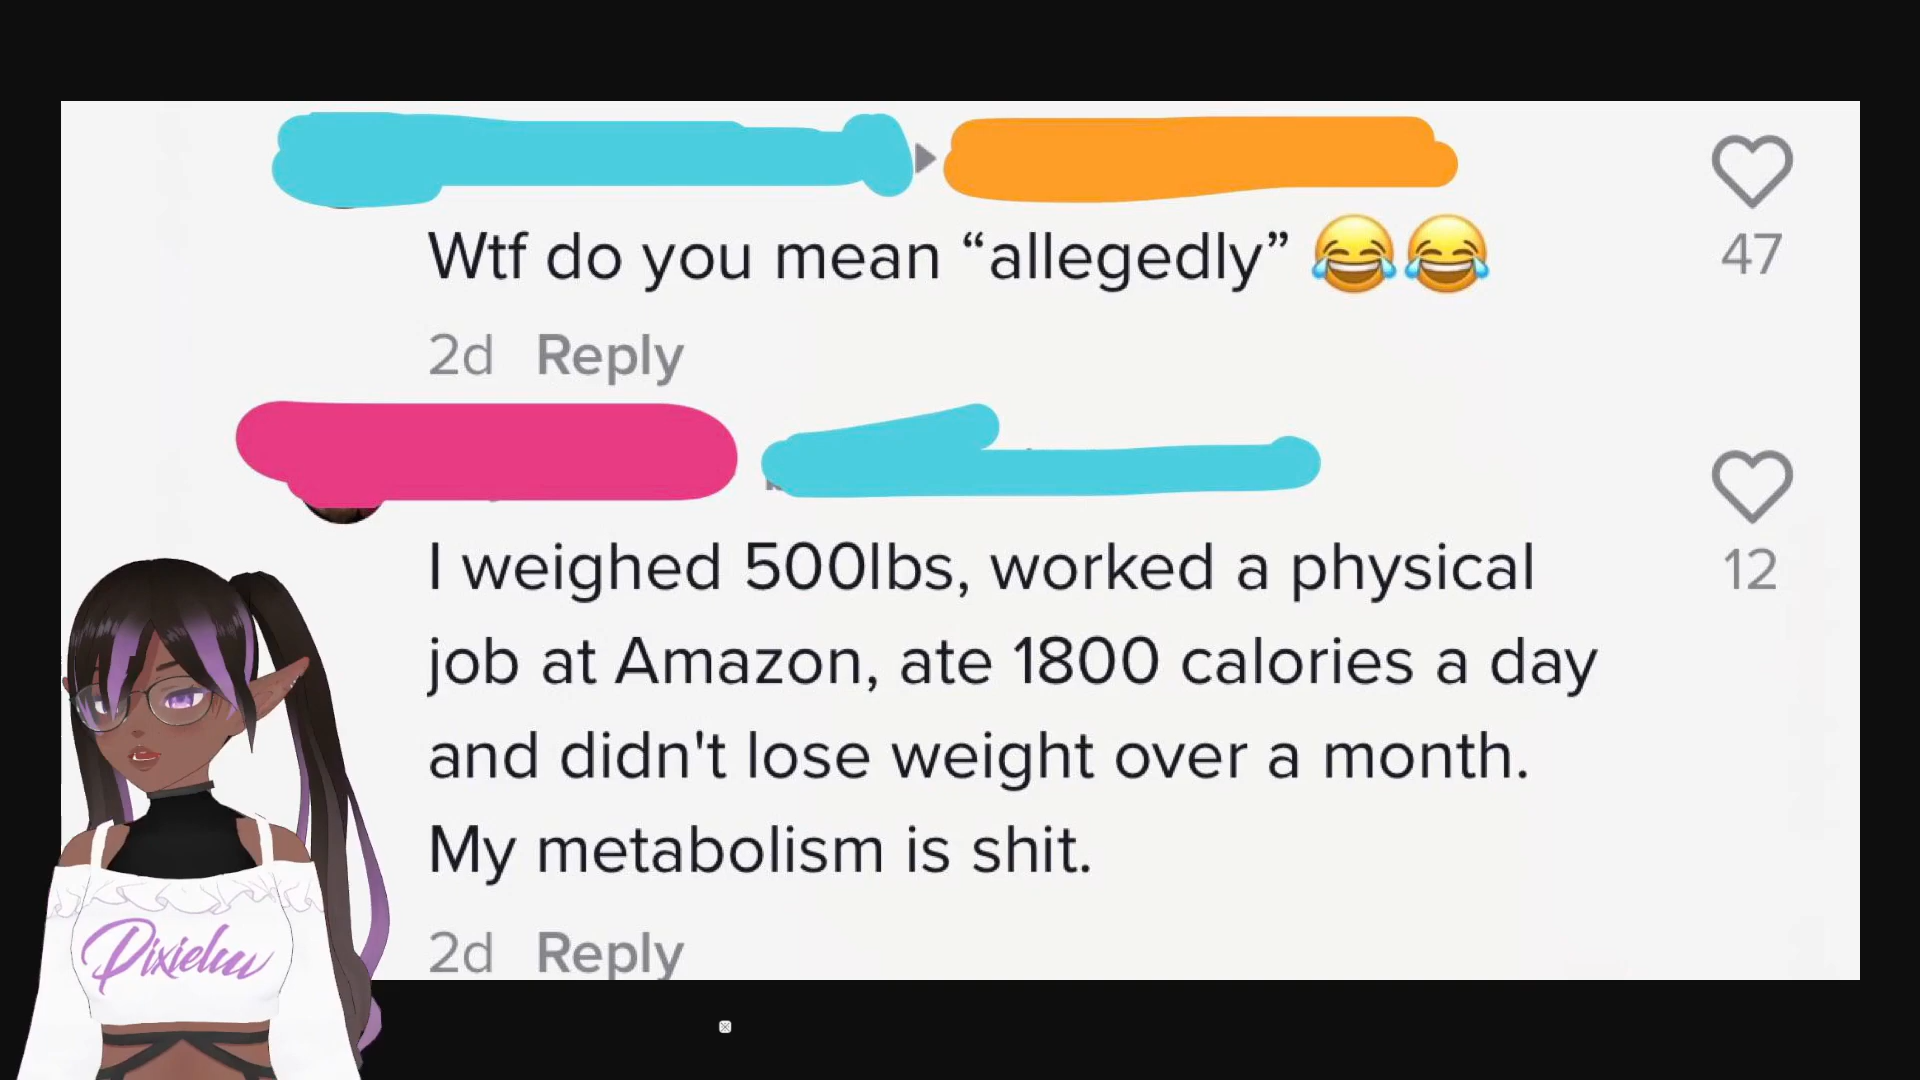 Wtf do you mean “allegedly” 😂😂
47
2d Reply
I weighed 500lbs, worked a physical
12
job at Amazon, ate 1800 calories a day
and didn't lose weight over a month.
My metabolism is shit.
2d Reply
Pixieluv